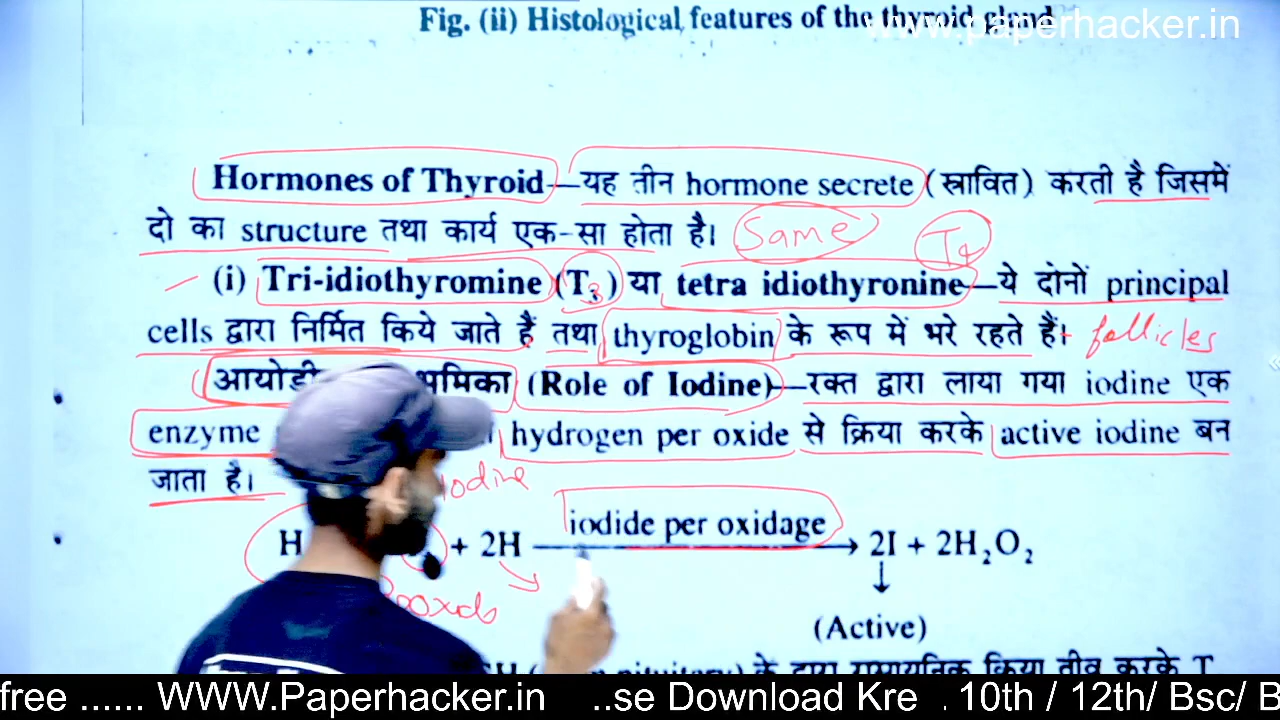 Fig. (ii) Histological features of the thyroid gland
www.paperhacker.in
Hormones of Thyroid—यह तीन hormone secrete (स्रावित) करती है जिसमें
दो का structure तथा कार्य एक-सा होता है। Same T4
(i) Tri-idiothyromine (T3) या tetra idiothyronine—ये दोनों principal
cells द्वारा निर्मित किये जाते हैं तथा thyroglobin के रूप में भरे रहते हैं। follicles
आयोडी भूमिका (Role of Iodine)—रक्त द्वारा लाया गया iodine एक
enzyme hydrogen per oxide से क्रिया करके active iodine बन
जाता है। iodine
iodide per oxidage
H + 2H → 2I + 2H₂O₂
(Active)
के द्वारा रासायनिक क्रिया तीव्र करके T
free ...... WWW.Paperhacker.in ..se Download Kre . 10th / 12th/ Bsc/ B